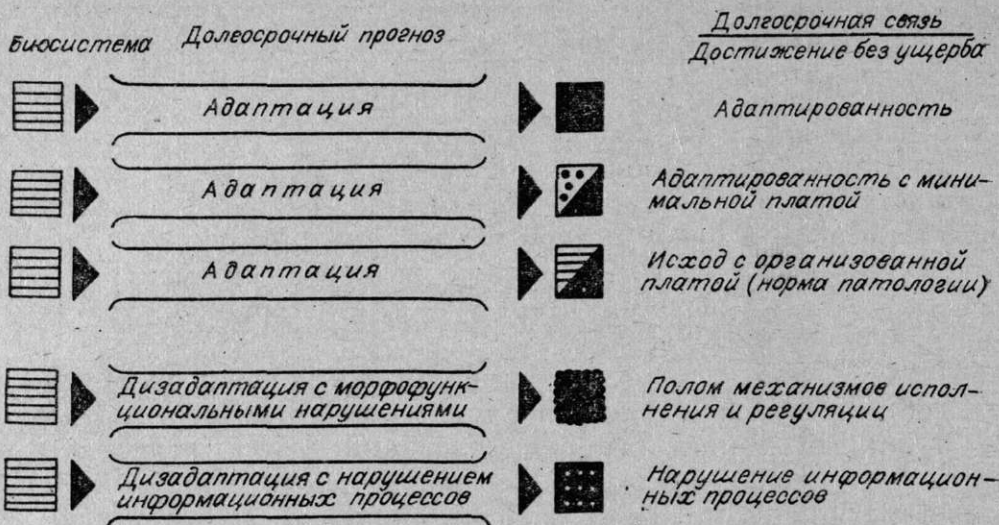 Биосистема Долгосрочный прогноз Долгосрочная связь
Достижение без ущерба
Адаптация Адаптированность
Адаптация Адаптированность с мини-
мальной платой
Адаптация Исход с организованной
платой (норма патологии)
Дизадаптация с морфофунк-
циональными нарушениями
Полом механизмов испол-
нения и регуляции
Дизадаптация с нарушением
информационных процессов
Нарушение информацион-
ных процессов